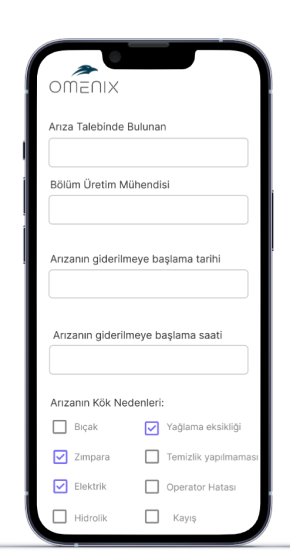 OMENIX
Arıza Talebinde Bulunan
Bölüm Üretim Mühendisi
Arızanın giderilmeye başlama tarihi
Arızanın giderilmeye başlama saati
Arızanın Kök Nedenleri:
Bıçak Yağlama eksikliği
Zımpara Temizlik yapılmaması
Elektrik Operator Hatası
Hidrolik Kayış